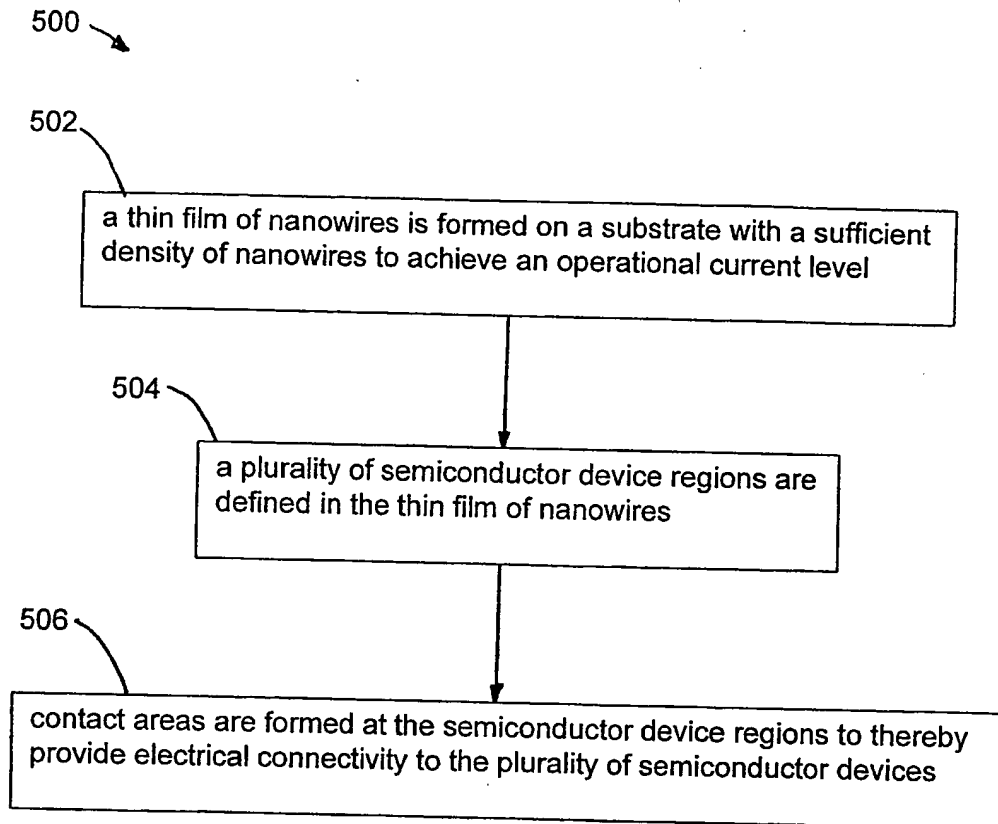 500
502
a thin film of nanowires is formed on a substrate with a sufficient
density of nanowires to achieve an operational current level
504
a plurality of semiconductor device regions are
defined in the thin film of nanowires
506
contact areas are formed at the semiconductor device regions to thereby
provide electrical connectivity to the plurality of semiconductor devices